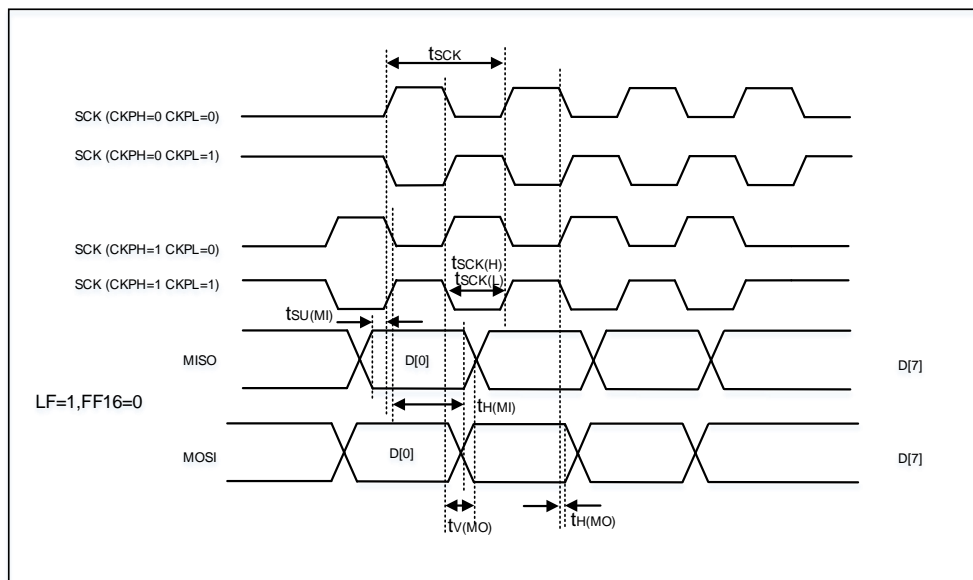 tSCK
SCK (CKPH=0 CKPL=0)
SCK (CKPH=0 CKPL=1)
SCK (CKPH=1 CKPL=0)
tSCK(H)
tSCK(L)
SCK (CKPH=1 CKPL=1)
tSU(MI)
MISO
D[0]
D[7]
LF=1,FF16=0
tH(MI)
MOSI
D[0]
D[7]
tV(MO)
tH(MO)